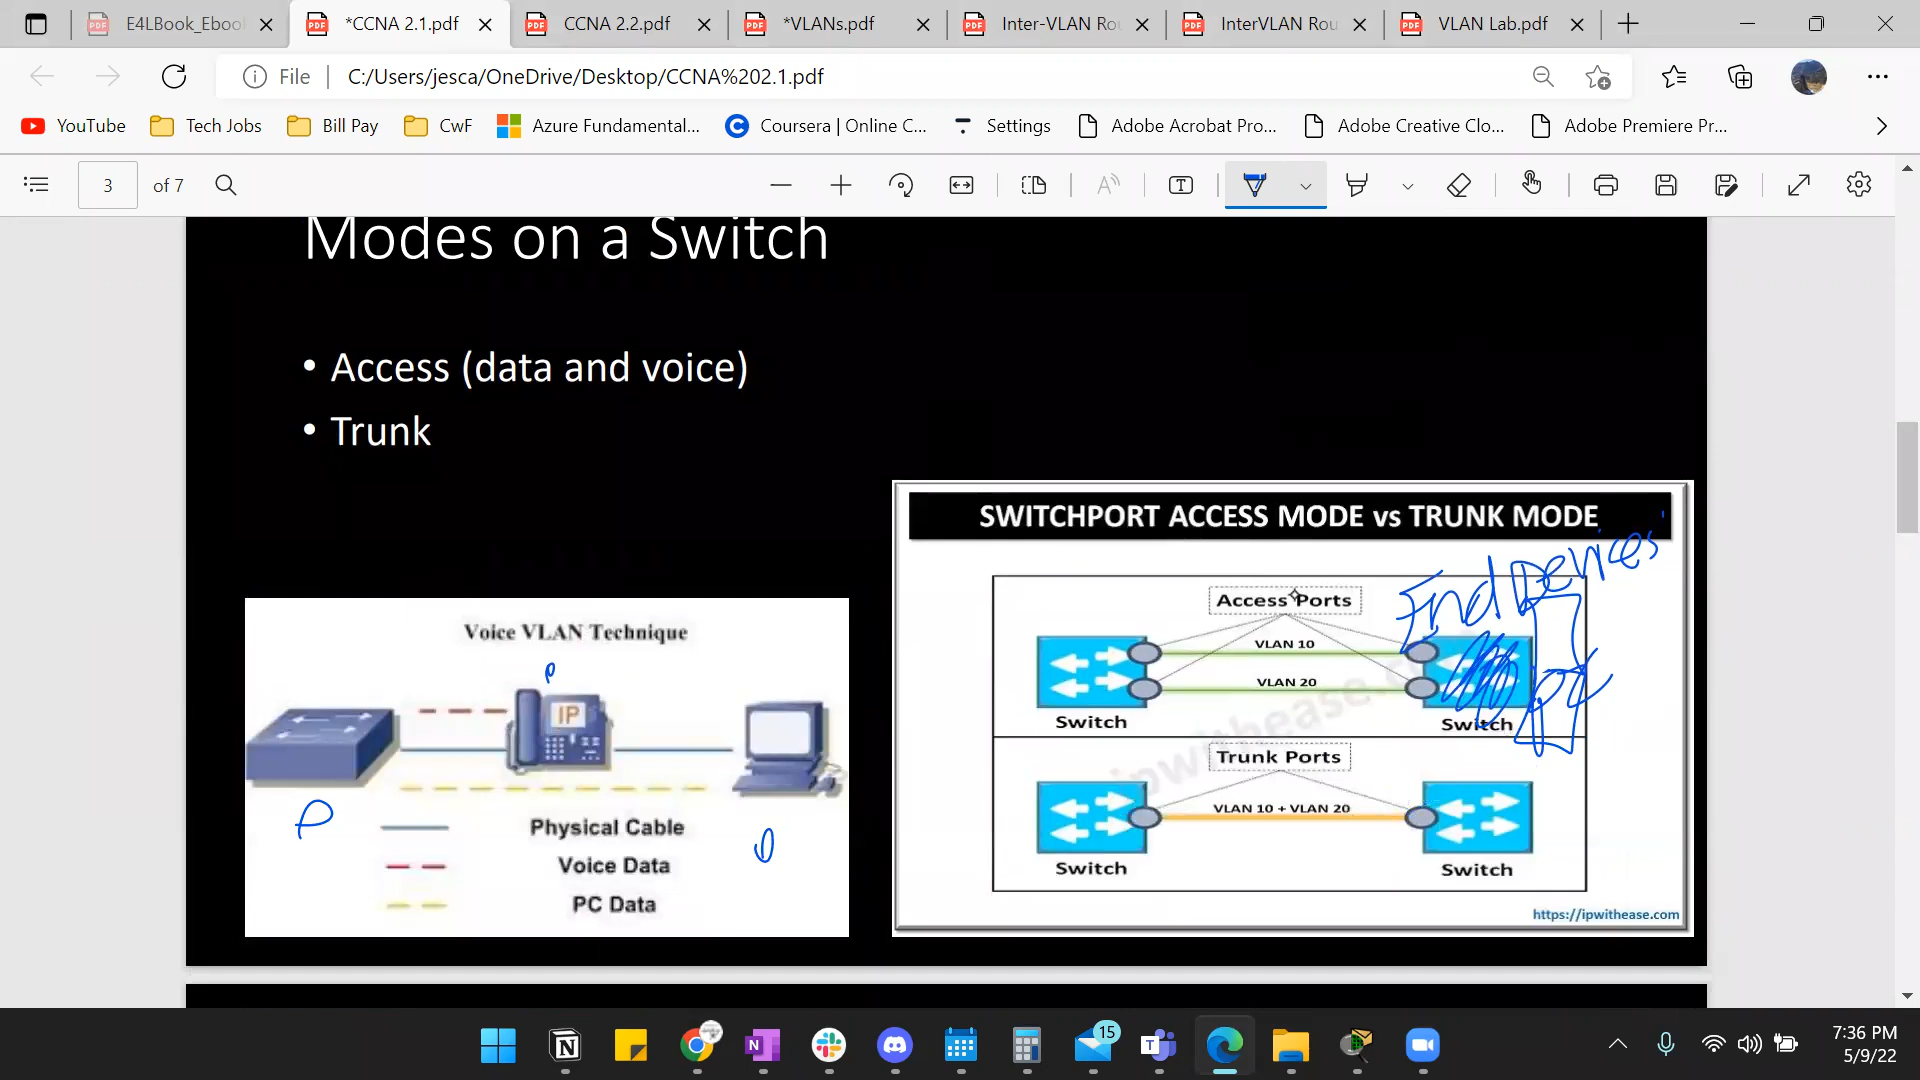 E4LBook_Eboo
*CCNA 2.1.pdf
CCNA 2.2.pdf
*VLANs.pdf
Inter-VLAN Rou
InterVLAN Rou
VLAN Lab.pdf
File
C:/Users/jesca/OneDrive/Desktop/CCNA%202.1.pdf
YouTube
Tech Jobs
Bill Pay
CwF
Azure Fundamental...
Coursera | Online C...
Settings
Adobe Acrobat Pro...
Adobe Creative Clo...
Adobe Premiere Pr...
3 of 7
Modes on a Switch
• Access (data and voice)
• Trunk
Voice VLAN Technique
P
IP
P
D
Physical Cable
Voice Data
PC Data
SWITCHPORT ACCESS MODE vs TRUNK MODE
End Devices
Access Ports
VLAN 10
VLAN 20
PC
Switch
Switch
Trunk Ports
VLAN 10 + VLAN 20
Switch
Switch
ipwithease.c
https://ipwithease.com
15
7:36 PM
5/9/22